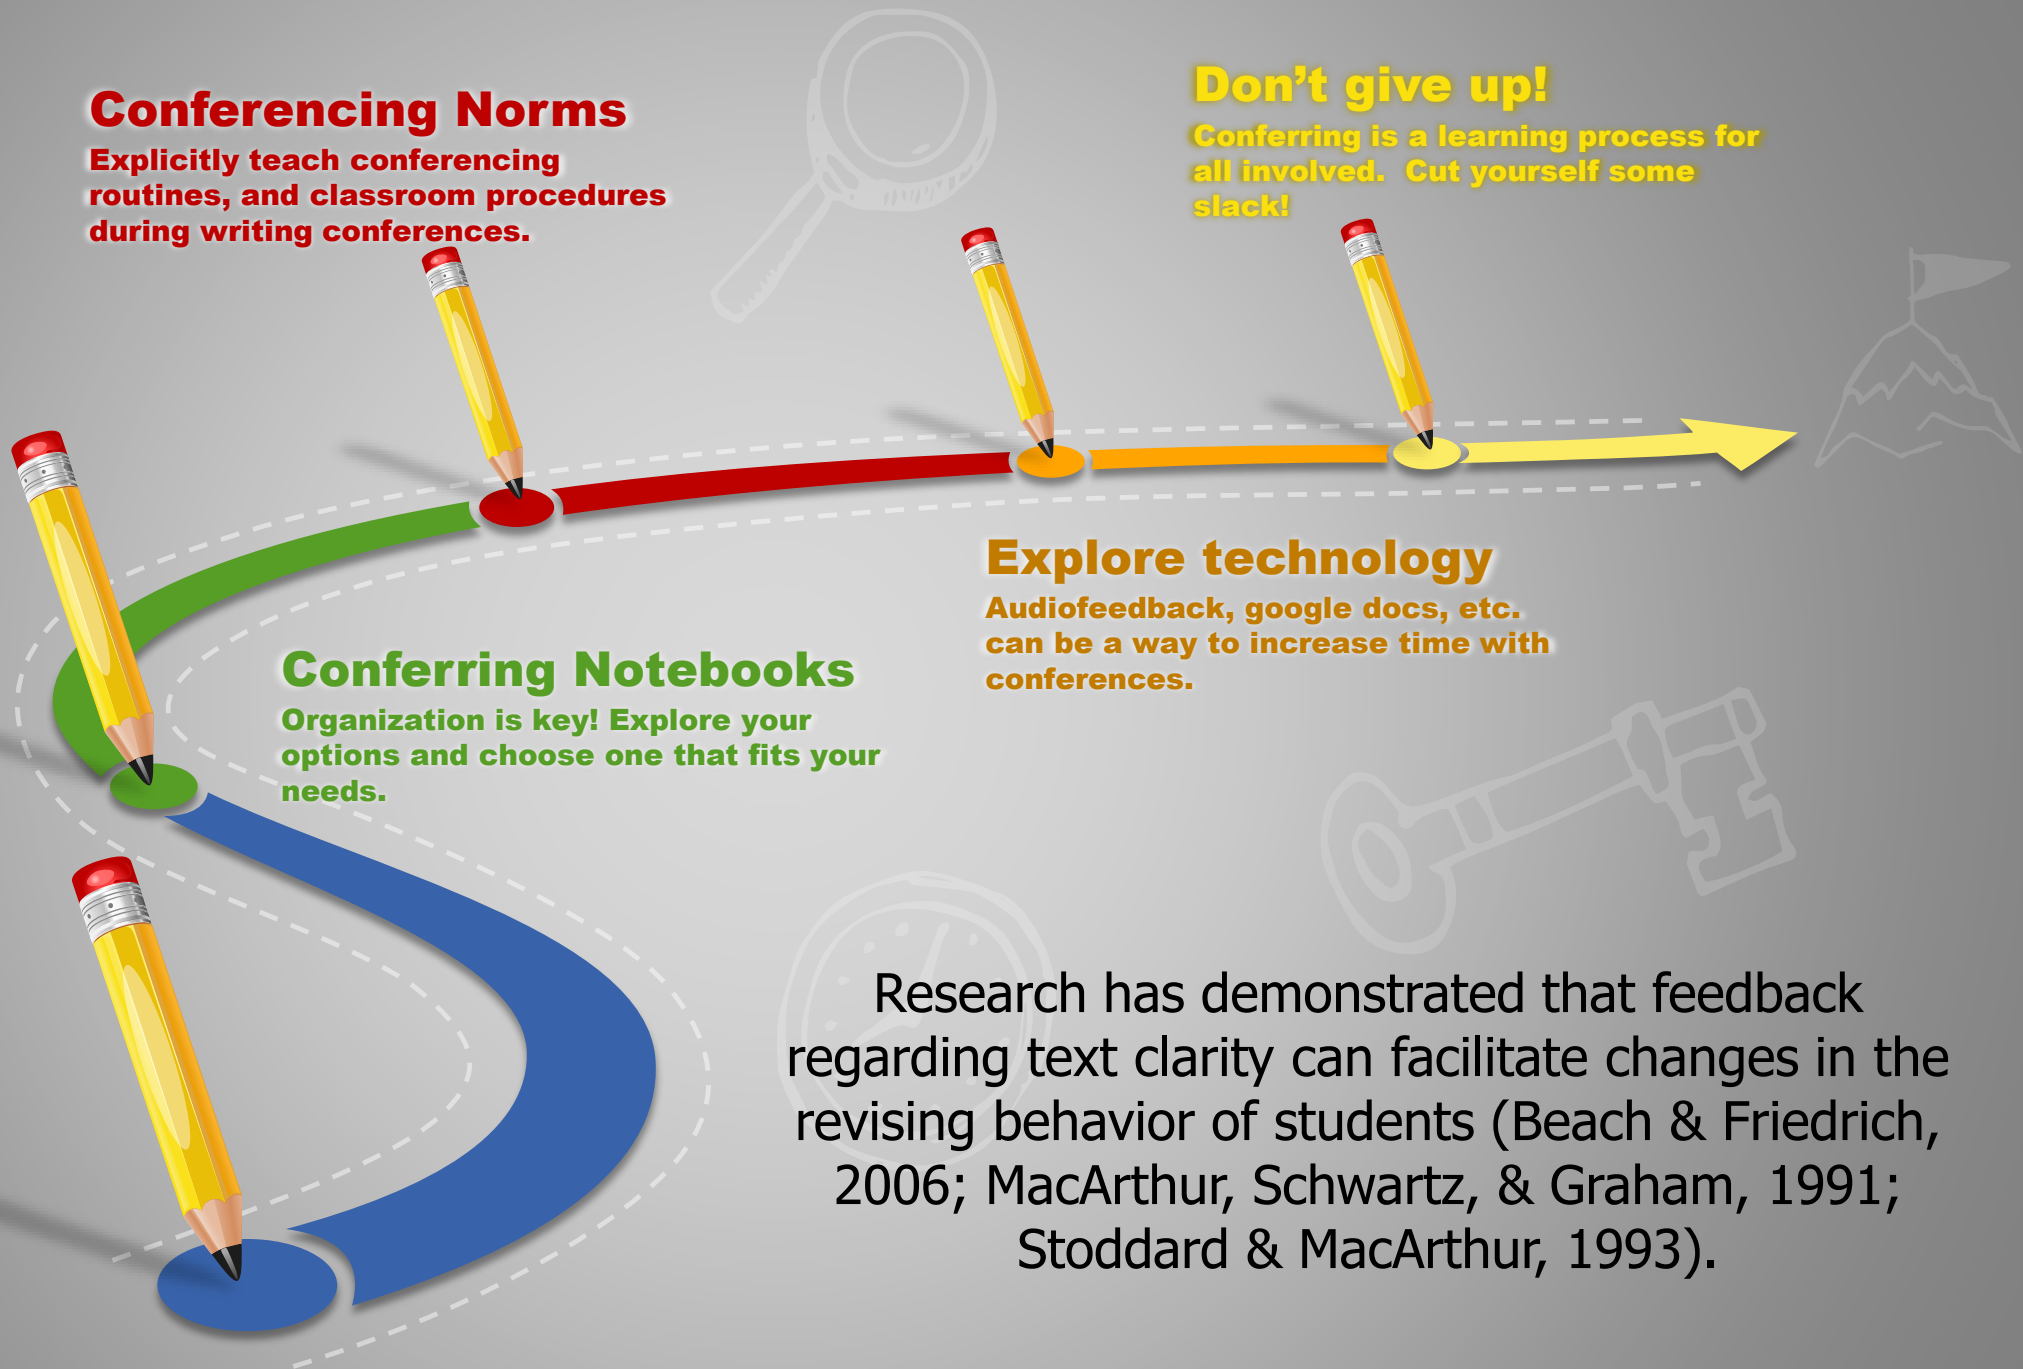 Conferencing Norms
Explicitly teach conferencing
routines, and classroom procedures
during writing conferences.
Don’t give up!
Conferring is a learning process for
all involved.  Cut yourself some
slack!
Explore technology
Audiofeedback, google docs, etc.
can be a way to increase time with
conferences.
Conferring Notebooks
Organization is key! Explore your
options and choose one that fits your
needs.
Research has demonstrated that feedback
regarding text clarity can facilitate changes in the
revising behavior of students (Beach & Friedrich,
2006; MacArthur, Schwartz, & Graham, 1991;
Stoddard & MacArthur, 1993).